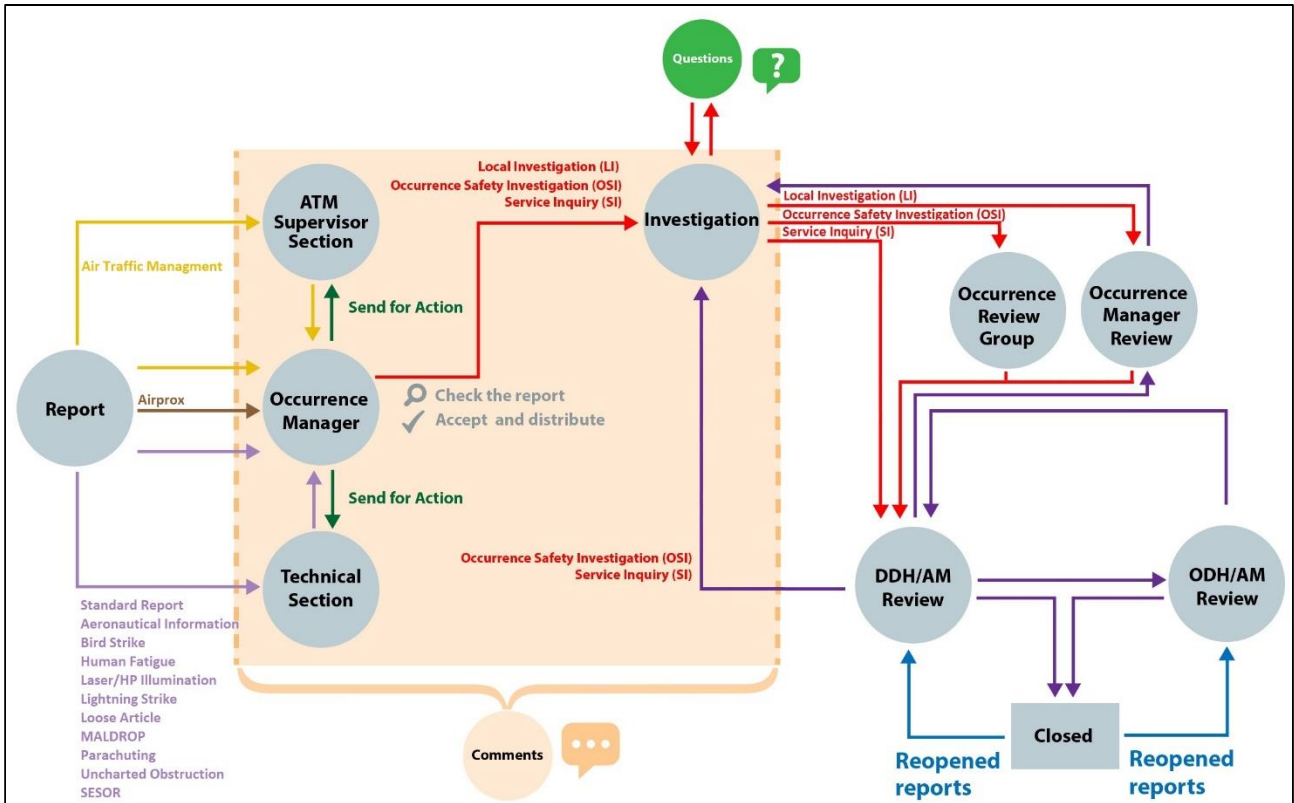 Questions
?
Local Investigation (LI)
Occurrence Safety Investigation (OSI)
Service Inquiry (SI)
ATM
Supervisor
Section
Investigation
Local Investigation (LI)
Occurrence Safety Investigation (OSI)
Service Inquiry (SI)
Air Traffic Managment
Send for Action
Occurrence
Review
Group
Occurrence
Manager
Review
Report
Airprox
Occurrence
Manager
Check the report
Accept and distribute
Send for Action
Technical
Section
Occurrence Safety Investigation (OSI)
Service Inquiry (SI)
DDH/AM
Review
ODH/AM
Review
Standard Report
Aeronautical Information
Bird Strike
Human Fatigue
Laser/HP Illumination
Lightning Strike
Loose Article
MALDROP
Parachuting
Uncharted Obstruction
SESOR
Comments
Closed
Reopened
reports
Reopened
reports